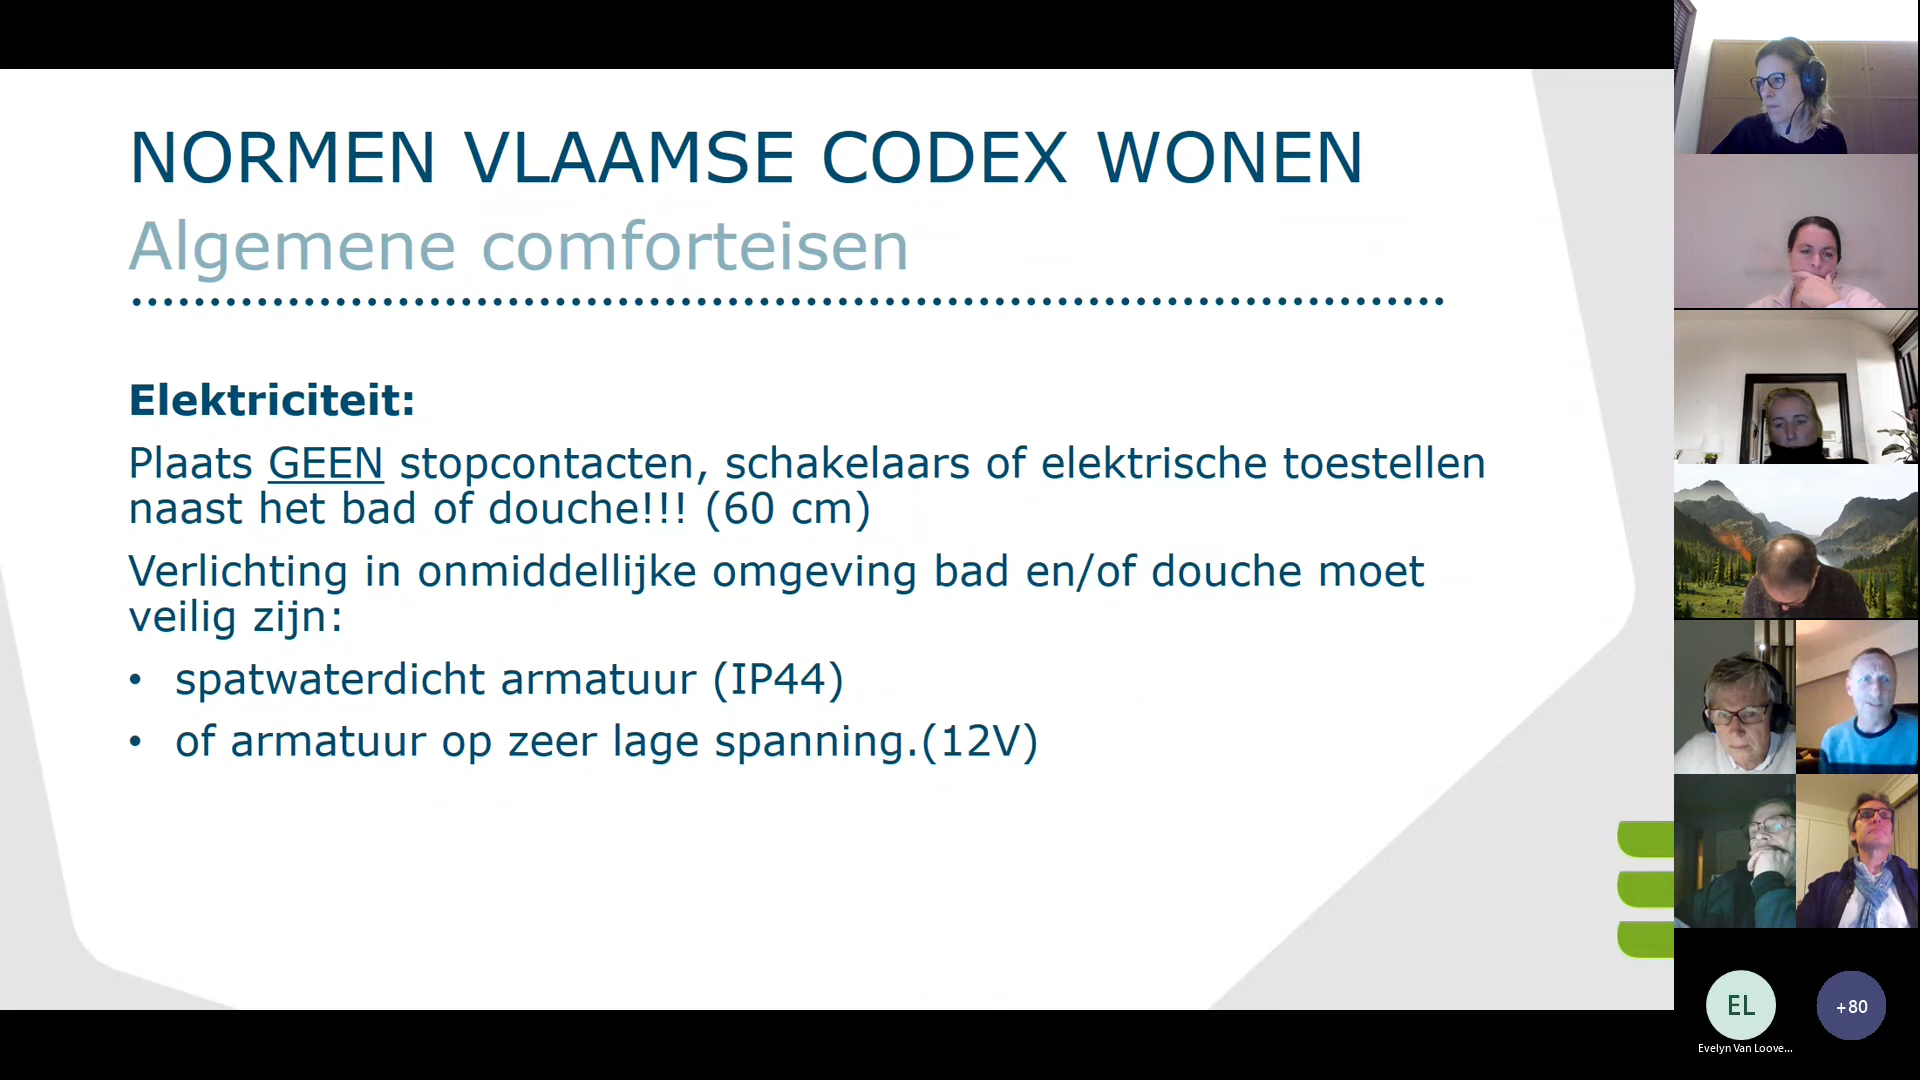 NORMEN VLAAMSE CODEX WONEN
Algemene comforteisen
Elektriciteit:
Plaats GEEN stopcontacten, schakelaars of elektrische toestellen
naast het bad of douche!!! (60 cm)
Verlichting in onmiddellijke omgeving bad en/of douche moet
veilig zijn:
• spatwaterdicht armatuur (IP44)
• of armatuur op zeer lage spanning.(12V)
EL
+80
Evelyn Van Loove...